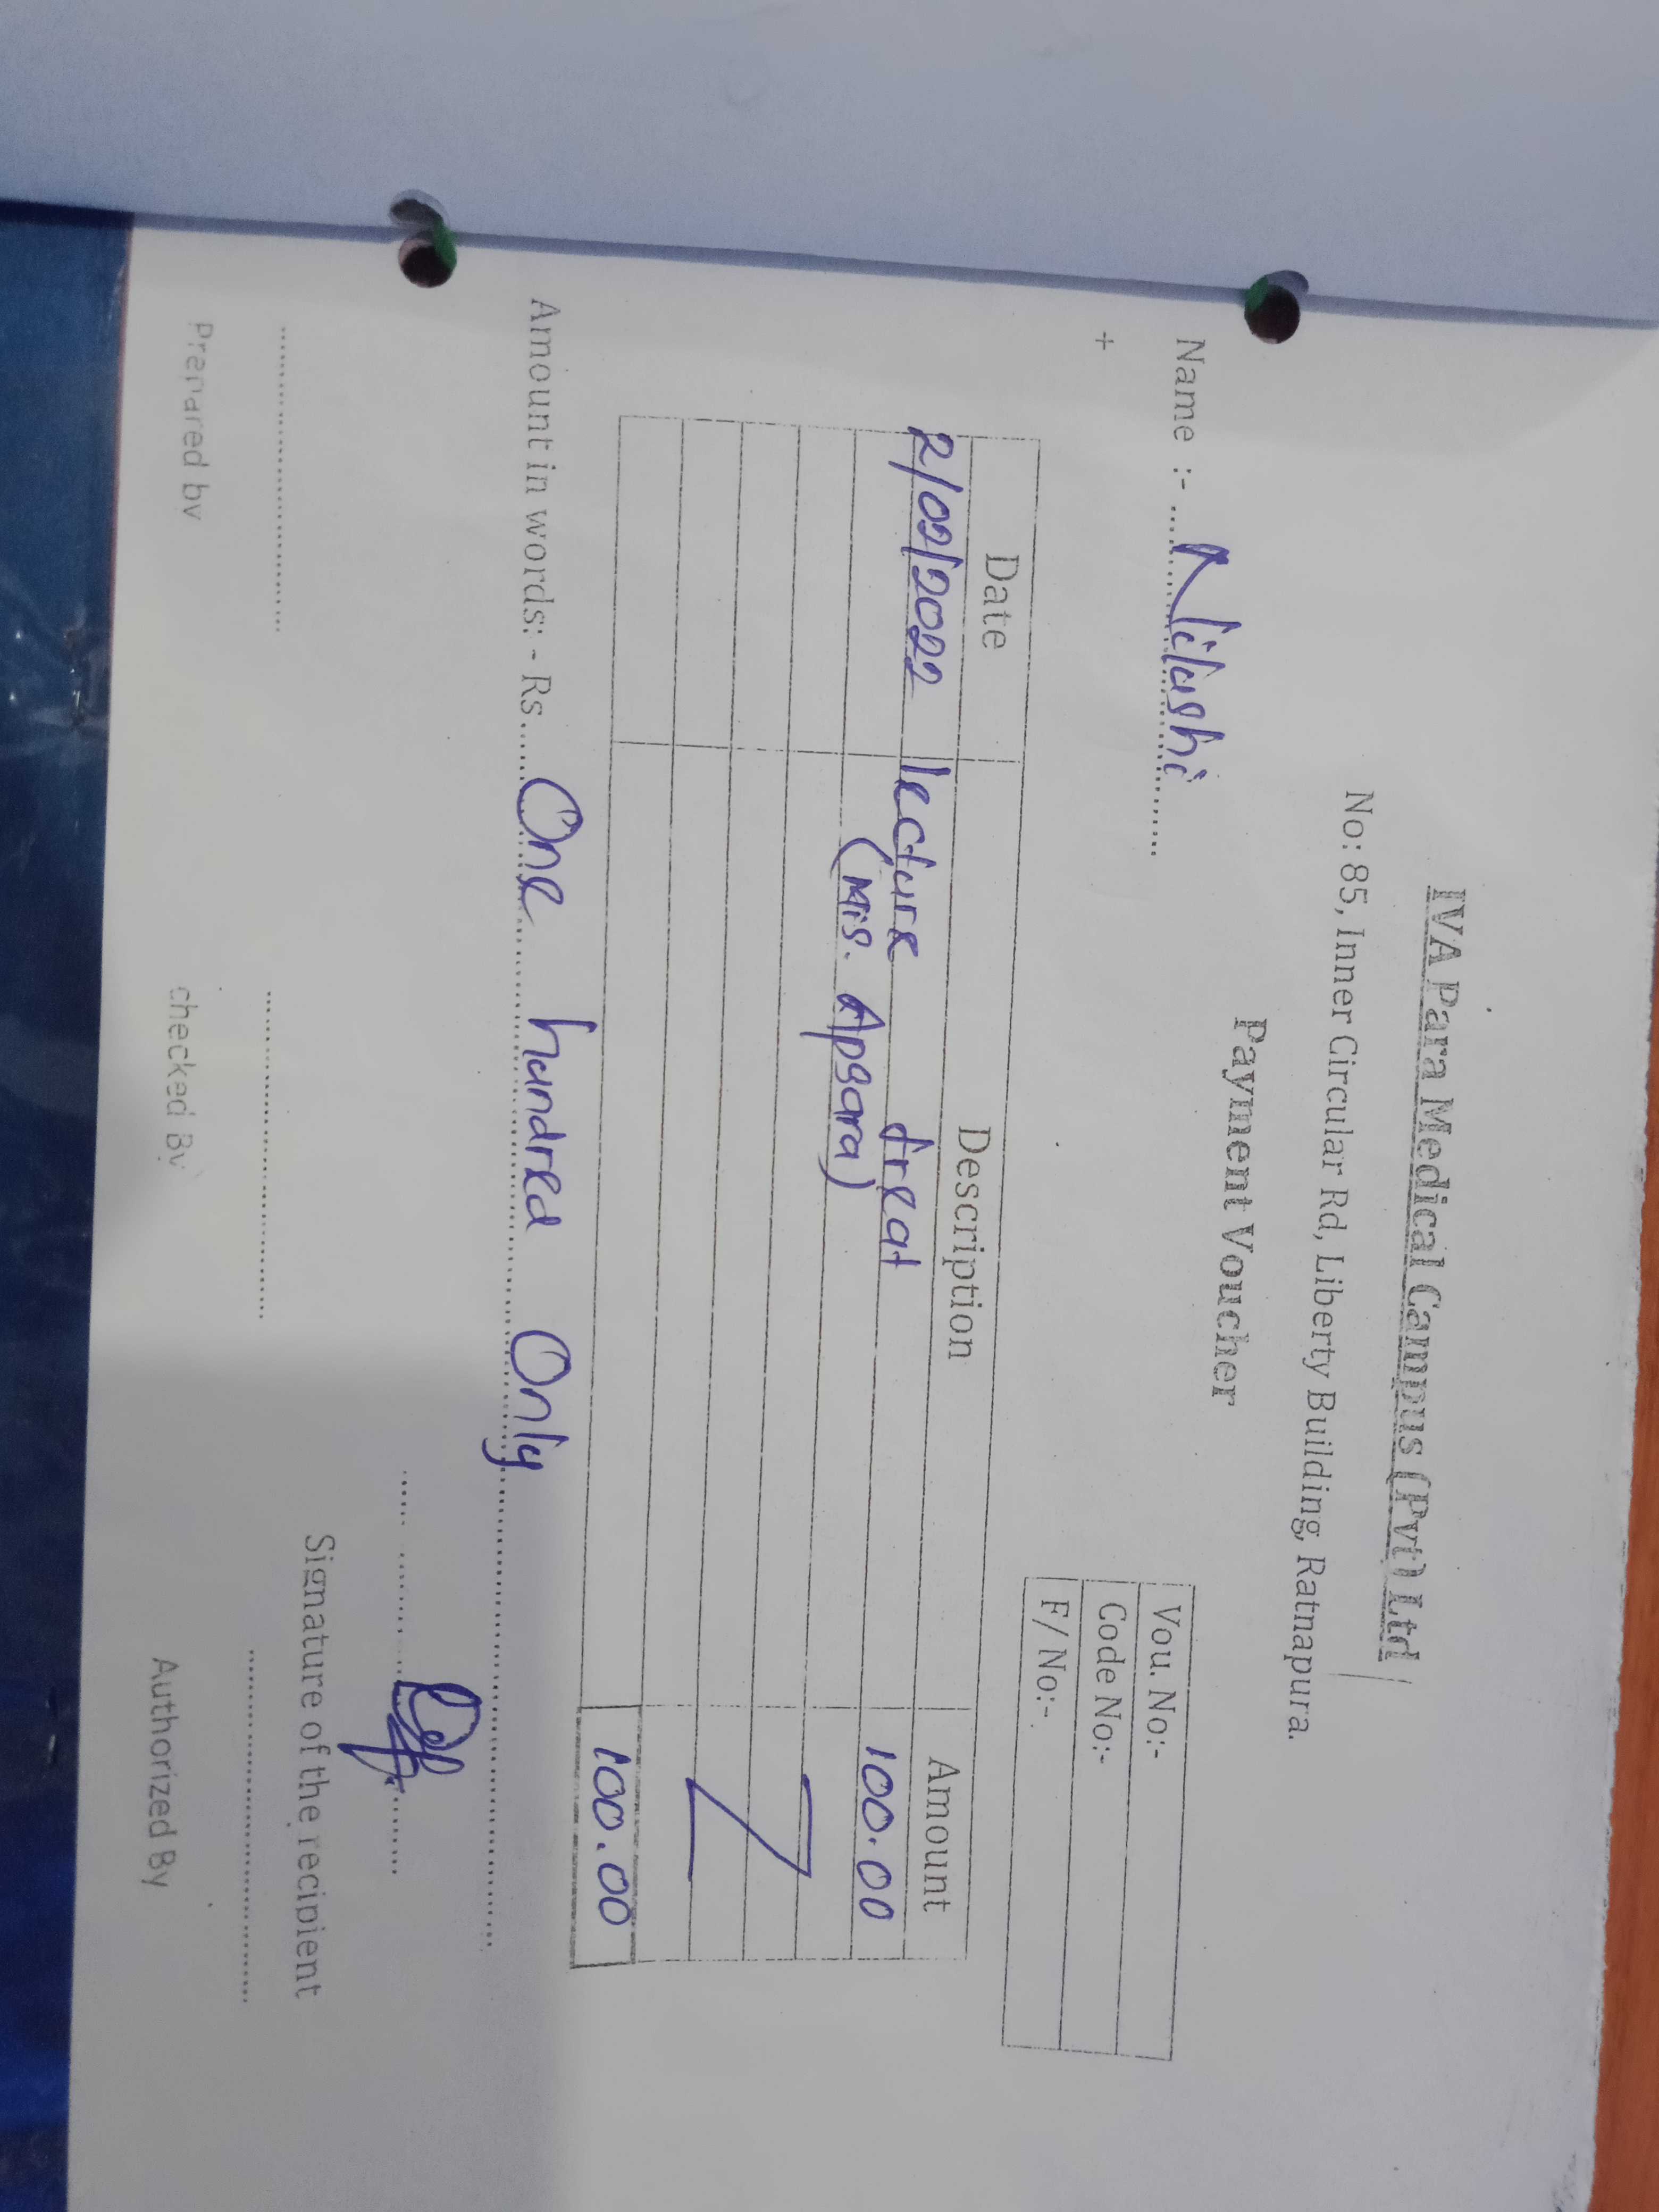 IVA Para Medical Campus (Pvt) Ltd
No: 85, Inner Circular Rd, Liberty Building, Ratnapura.
Payment Voucher
Vou. No:-
Code No:-
F/ No:-
Name :- Nilushi
+
Date Description Amount
2/02/2022 lecture treat 100.00
(Mis. Apsara)
100.00
Amount in words: - Rs. One hundred Only
Signature of the recipient
Prepared by checked By Authorized By